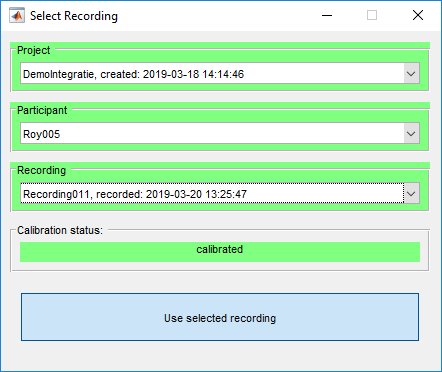 Select Recording
Project
DemoIntegratie, created: 2019-03-18 14:14:46
Participant
Roy005
Recording
Recording011, recorded: 2019-03-20 13:25:47
Calibration status:
calibrated
Use selected recording